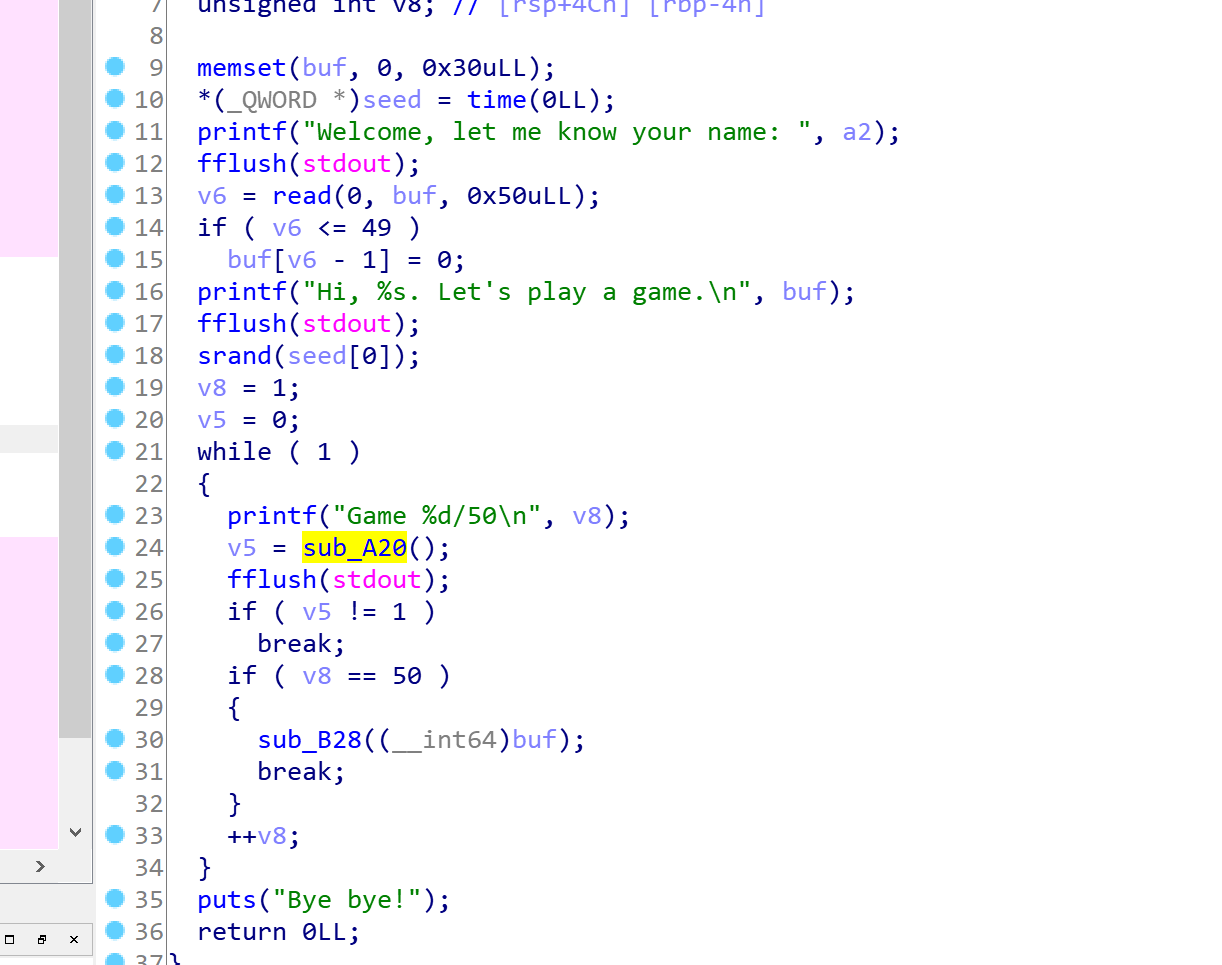 7 unsigned int v8; // [rsp+4Ch] [rbp-4h]
8
9 memset(buf, 0, 0x30uLL);
10 *(_QWORD *)seed = time(0LL);
11 printf("Welcome, let me know your name: ", a2);
12 fflush(stdout);
13 v6 = read(0, buf, 0x50uLL);
14 if ( v6 <= 49 )
15 buf[v6 - 1] = 0;
16 printf("Hi, %s. Let's play a game.\n", buf);
17 fflush(stdout);
18 srand(seed[0]);
19 v8 = 1;
20 v5 = 0;
21 while ( 1 )
22 {
23 printf("Game %d/50\n", v8);
24 v5 = sub_A20();
25 fflush(stdout);
26 if ( v5 != 1 )
27 break;
28 if ( v8 == 50 )
29 {
30 sub_B28((__int64)buf);
31 break;
32 }
33 ++v8;
34 }
35 puts("Bye bye!");
36 return 0LL;
37 }